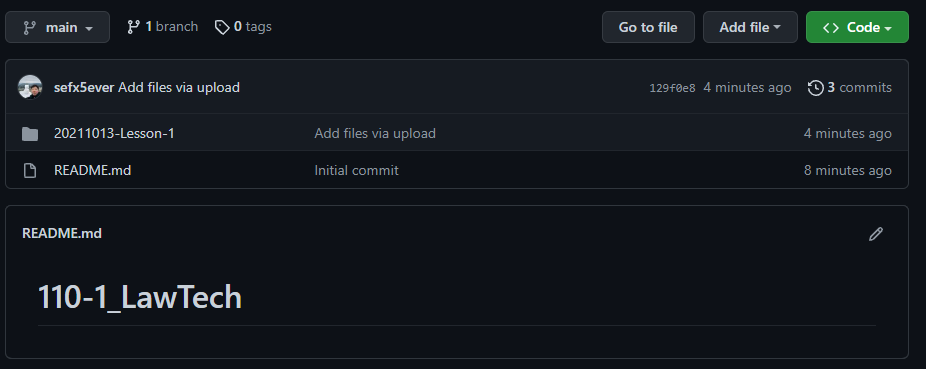 main 1 branch 0 tags Go to file Add file Code
sefx5ever Add files via upload 129f0e8 4 minutes ago 3 commits
20211013-Lesson-1 Add files via upload 4 minutes ago
README.md Initial commit 8 minutes ago
README.md
110-1_LawTech